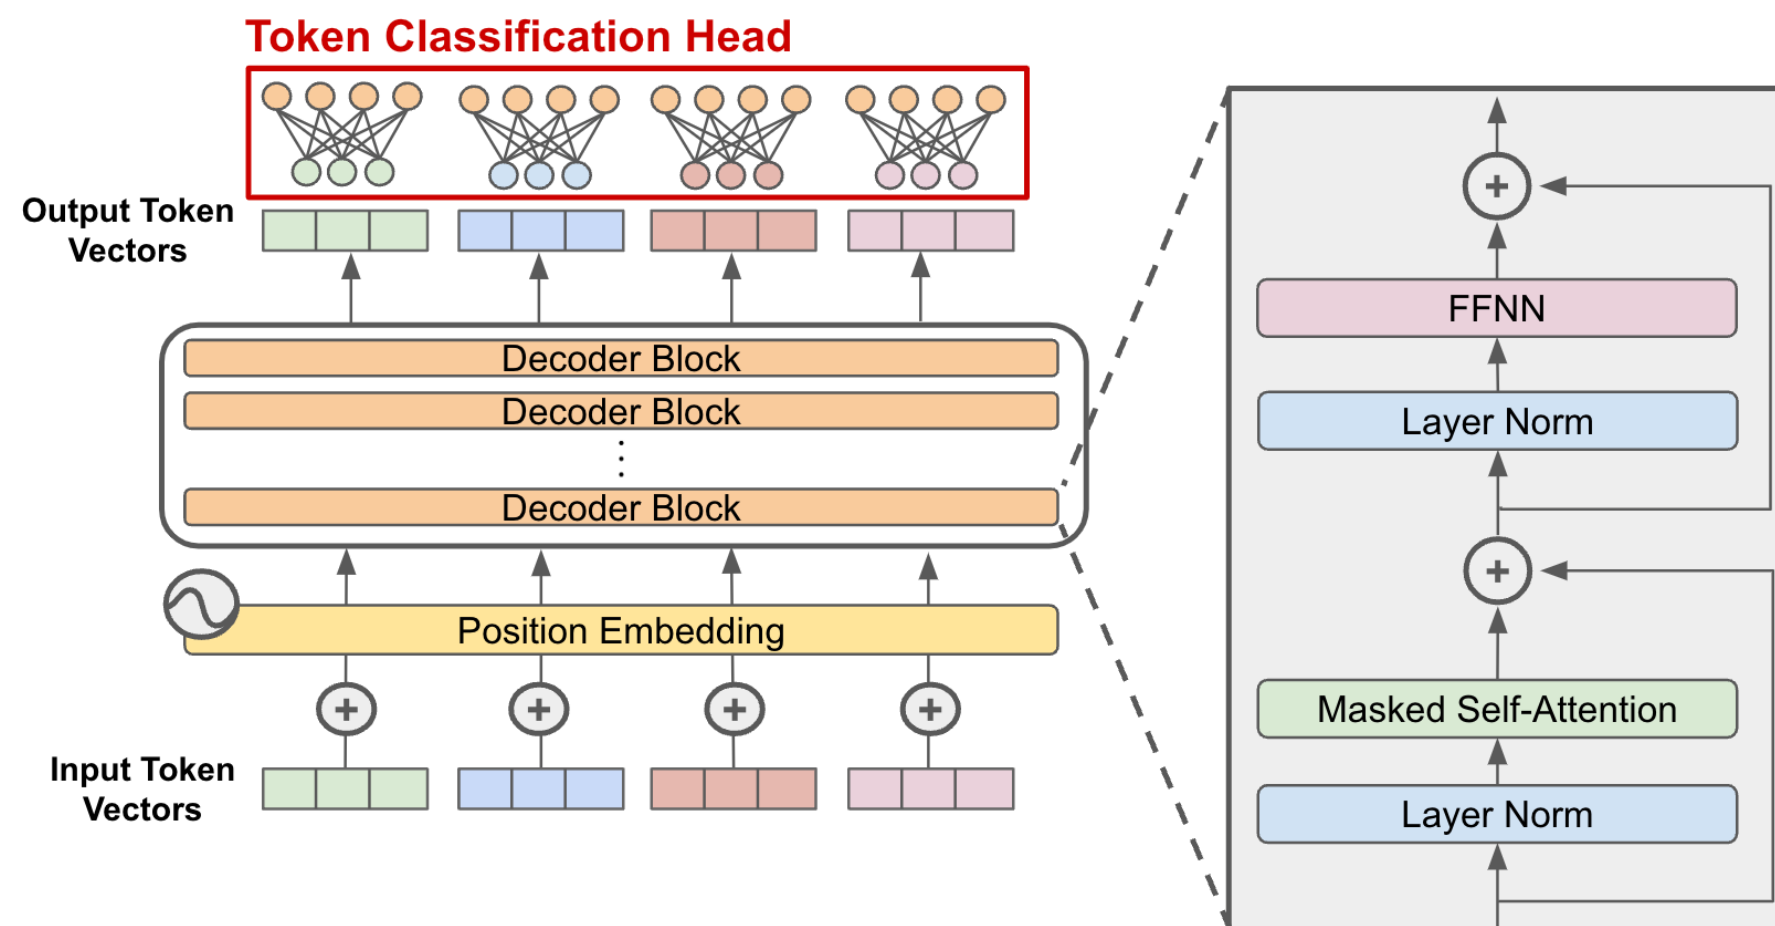 Token Classification Head
Output Token
Vectors
Decoder Block
Decoder Block
Decoder Block
Position Embedding
Input Token
Vectors
FFNN
Layer Norm
Masked Self-Attention
Layer Norm